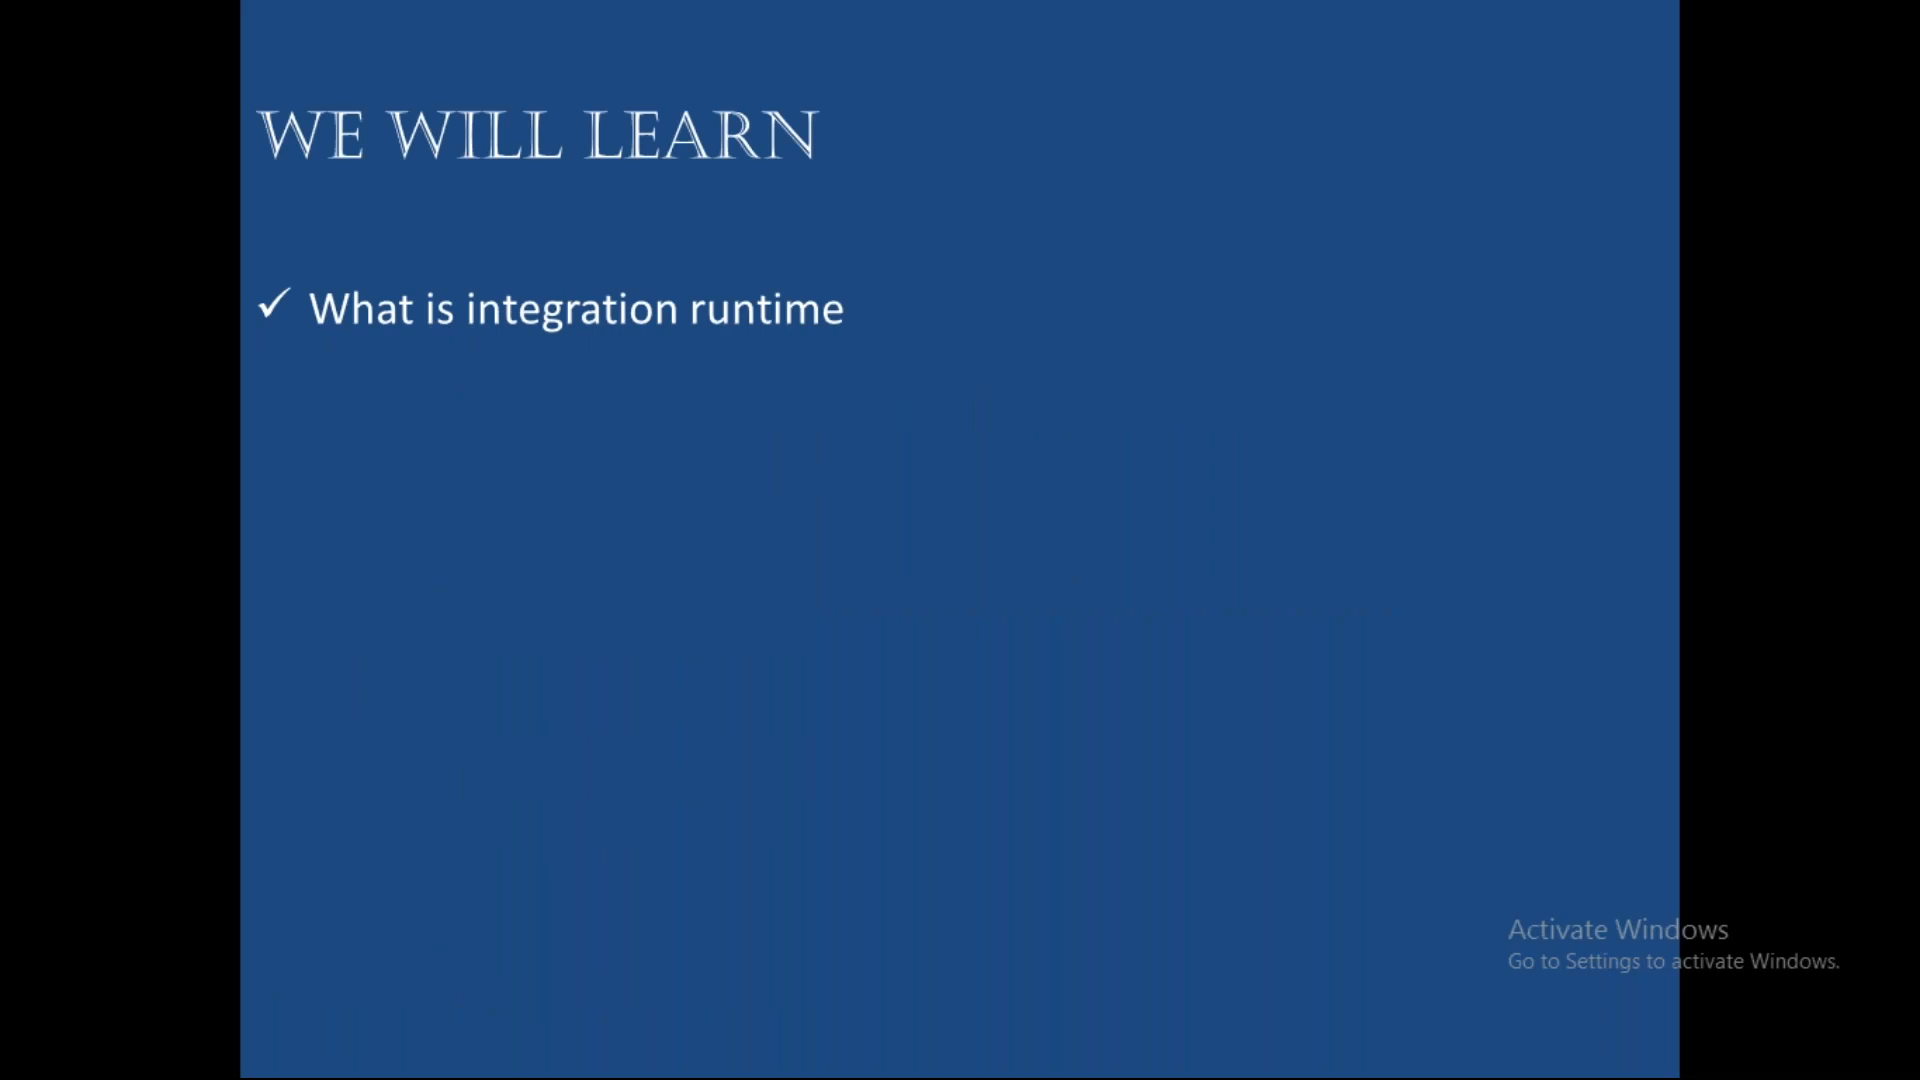 WE WILL LEARN
✓ What is integration runtime
Activate Windows
Go to Settings to activate Windows.